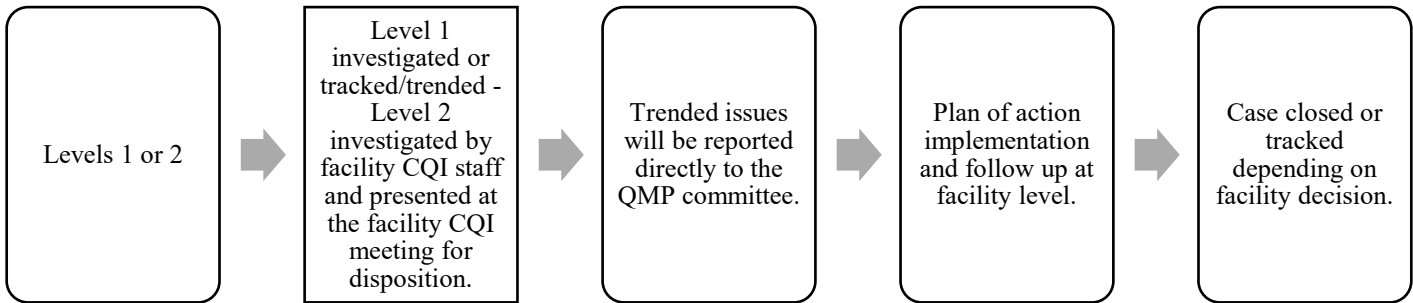 Levels 1 or 2
Level 1
investigated or
tracked/trended -
Level 2
investigated by
facility CQI staff
and presented at
the facility CQI
meeting for
disposition.
Trended issues
will be reported
directly to the
QMP committee.
Plan of action
implementation
and follow up at
facility level.
Case closed or
tracked
depending on
facility decision.